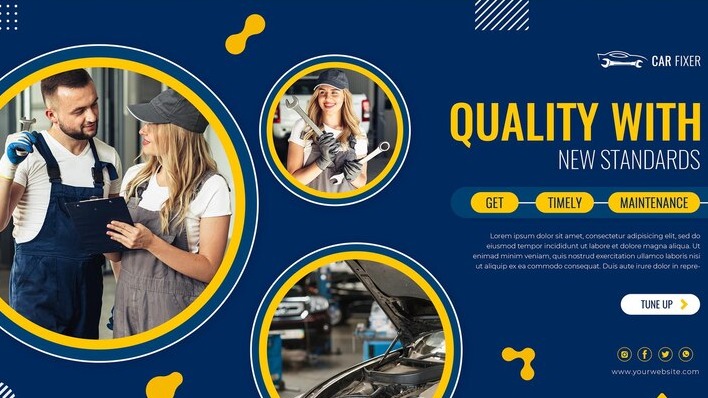 CAR FIXER
QUALITY WITH
NEW STANDARDS
GET TIMELY MAINTENANCE
Lorem ipsum dolor sit amet, consectetur adipisicing elit, sed do
eiusmod tempor incididunt ut labore et dolore magna aliqua. Ut
enimad minim veniam, quis nostrud exercitation ullamco laboris nisi
ut aliquip ex ea commodo consequat. Duis aute irure dolor in repre-
TUNE UP
www.yourwebsite.com